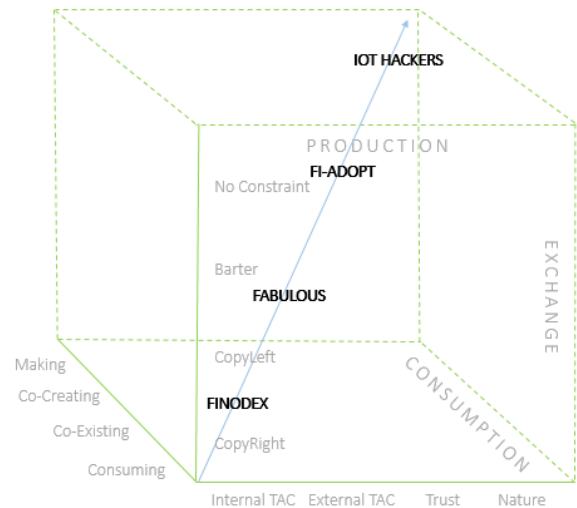 IOT HACKERS
PRODUCTION
FI-ADOPT
No Constraint
EXCHANGE
Barter
FABULOUS
CopyLeft
Making
CONSUMPTION
Co-Creating
FINODEX
Co-Existing
CopyRight
Consuming
Internal TAC External TAC Trust Nature